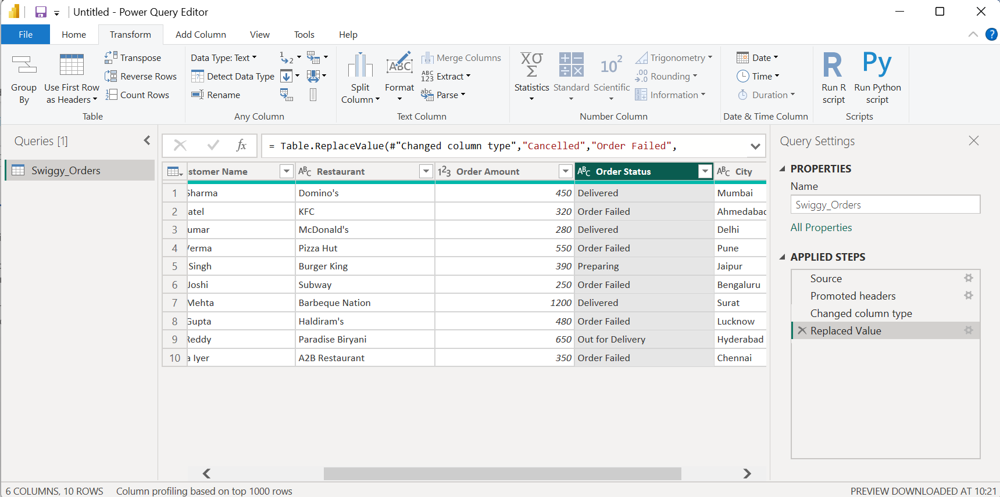 Untitled - Power Query Editor
File Home Transform Add Column View Tools Help
Group By
Use First Row as Headers
Transpose
Reverse Rows
Count Rows
Table
Data Type: Text
Detect Data Type
Rename
Any Column
Split Column
Format
Merge Columns
Extract
Parse
Text Column
Statistics
Standard
Scientific
Trigonometry
Rounding
Information
Number Column
Date
Time
Duration
Date & Time Column
Run R script
Run Python script
Scripts
Queries [1]
Swiggy_Orders
fx
= Table.ReplaceValue(#"Changed column type","Cancelled","Order Failed",
stomer Name ABC Restaurant 123 Order Amount ABC Order Status ABC City
1 Sharma Domino's 450 Delivered Mumbai
2 atel KFC 320 Order Failed Ahmedabad
3 umar McDonald's 280 Delivered Delhi
4 Verma Pizza Hut 550 Order Failed Pune
5 Singh Burger King 390 Preparing Jaipur
6 Joshi Subway 250 Order Failed Bengaluru
7 Mehta Barbeque Nation 1200 Delivered Surat
8 Gupta Haldiram's 480 Order Failed Lucknow
9 Reddy Paradise Biryani 650 Out for Delivery Hyderabad
10 a Iyer A2B Restaurant 350 Order Failed Chennai
Query Settings
PROPERTIES
Name
Swiggy_Orders
All Properties
APPLIED STEPS
Source
Promoted headers
Changed column type
Replaced Value
6 COLUMNS, 10 ROWS Column profiling based on top 1000 rows
PREVIEW DOWNLOADED AT 10:21